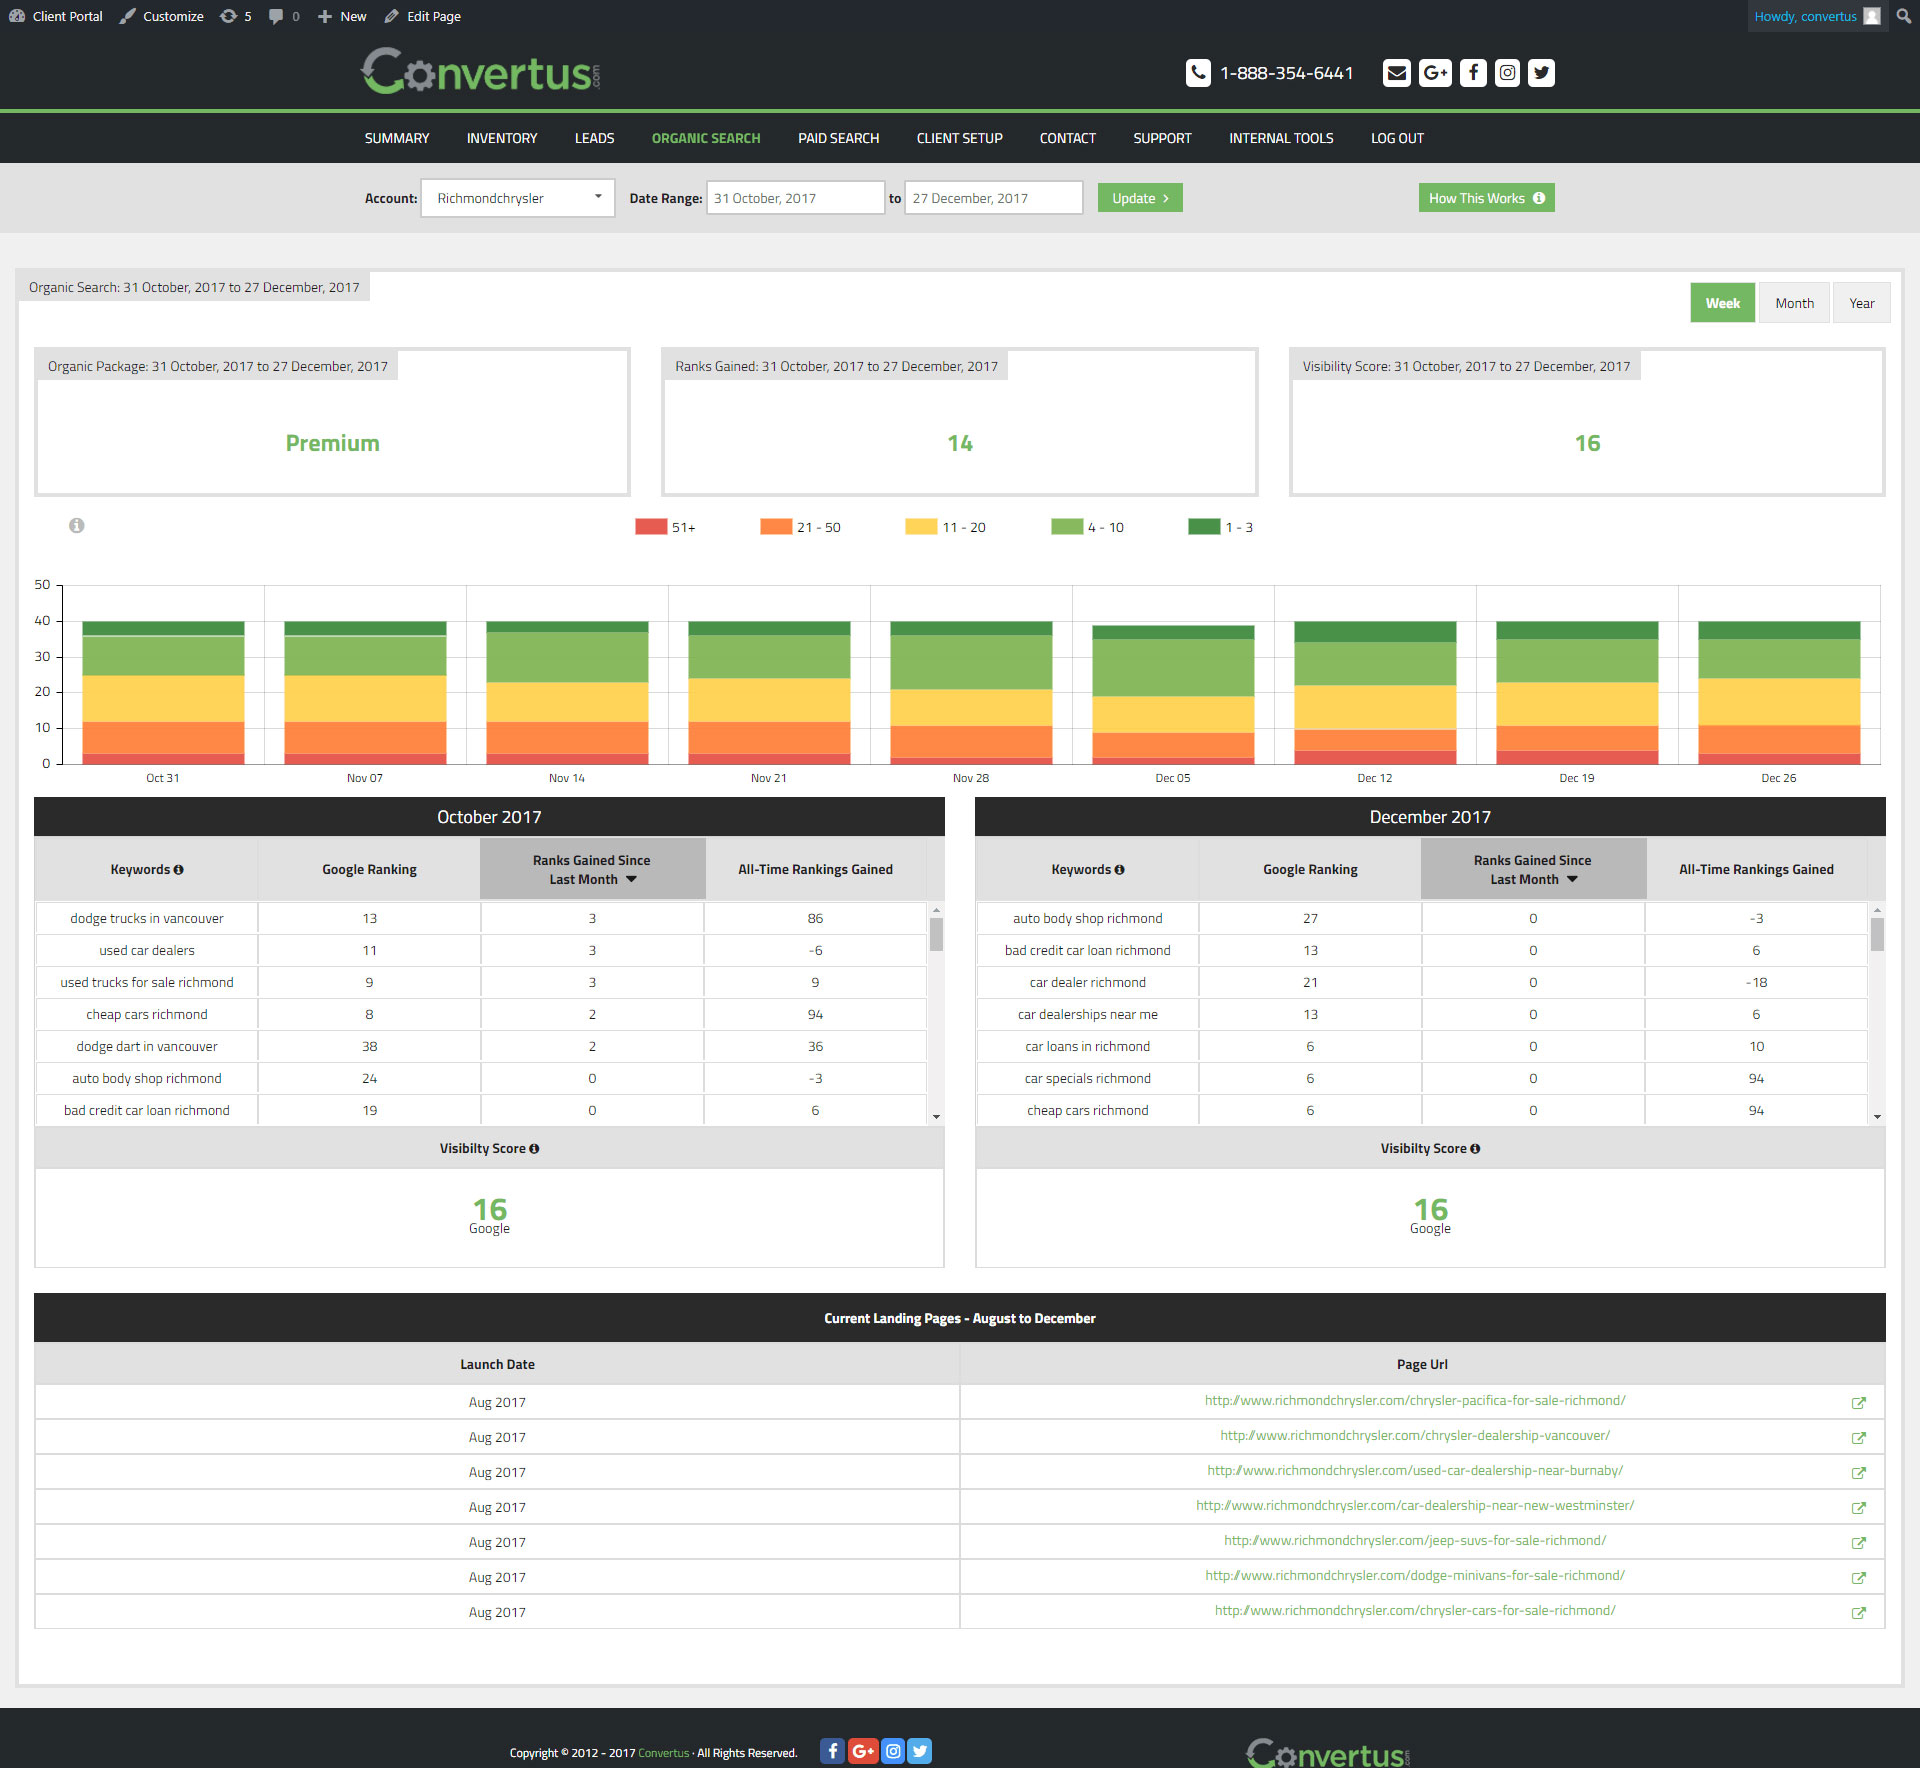 Client Portal Customize 5 0 New Edit Page Howdy, convertus
Convertus.com 1-888-354-6441
SUMMARY INVENTORY LEADS ORGANIC SEARCH PAID SEARCH CLIENT SETUP CONTACT SUPPORT INTERNAL TOOLS LOG OUT
Account: Richmondchrysler Date Range: 31 October, 2017 to 27 December, 2017 Update How This Works
Organic Search: 31 October, 2017 to 27 December, 2017
Week Month Year
Organic Package: 31 October, 2017 to 27 December, 2017
Premium
Ranks Gained: 31 October, 2017 to 27 December, 2017
14
Visibility Score: 31 October, 2017 to 27 December, 2017
16
51+ 21 - 50 11 - 20 4 - 10 1 - 3
50
40
30
20
10
0
Oct 31 Nov 07 Nov 14 Nov 21 Nov 28 Dec 05 Dec 12 Dec 19 Dec 26
October 2017
Keywords Google Ranking Ranks Gained Since Last Month All-Time Rankings Gained
dodge trucks in vancouver 13 3 86
used car dealers 11 3 -6
used trucks for sale richmond 9 3 9
cheap cars richmond 8 2 94
dodge dart in vancouver 38 2 36
auto body shop richmond 24 0 -3
bad credit car loan richmond 19 0 6
Visibilty Score
16
Google
December 2017
Keywords Google Ranking Ranks Gained Since Last Month All-Time Rankings Gained
auto body shop richmond 27 0 -3
bad credit car loan richmond 13 0 6
car dealer richmond 21 0 -18
car dealerships near me 13 0 6
car loans in richmond 6 0 10
car specials richmond 6 0 94
cheap cars richmond 6 0 94
Visibilty Score
16
Google
Current Landing Pages - August to December
Launch Date Page Url
Aug 2017 http://www.richmondchrysler.com/chrysler-pacifica-for-sale-richmond/
Aug 2017 http://www.richmondchrysler.com/chrysler-dealership-vancouver/
Aug 2017 http://www.richmondchrysler.com/used-car-dealership-near-burnaby/
Aug 2017 http://www.richmondchrysler.com/car-dealership-near-new-westminster/
Aug 2017 http://www.richmondchrysler.com/jeep-suvs-for-sale-richmond/
Aug 2017 http://www.richmondchrysler.com/dodge-minivans-for-sale-richmond/
Aug 2017 http://www.richmondchrysler.com/chrysler-cars-for-sale-richmond/
Copyright © 2012 - 2017 Convertus · All Rights Reserved. Convertus.com